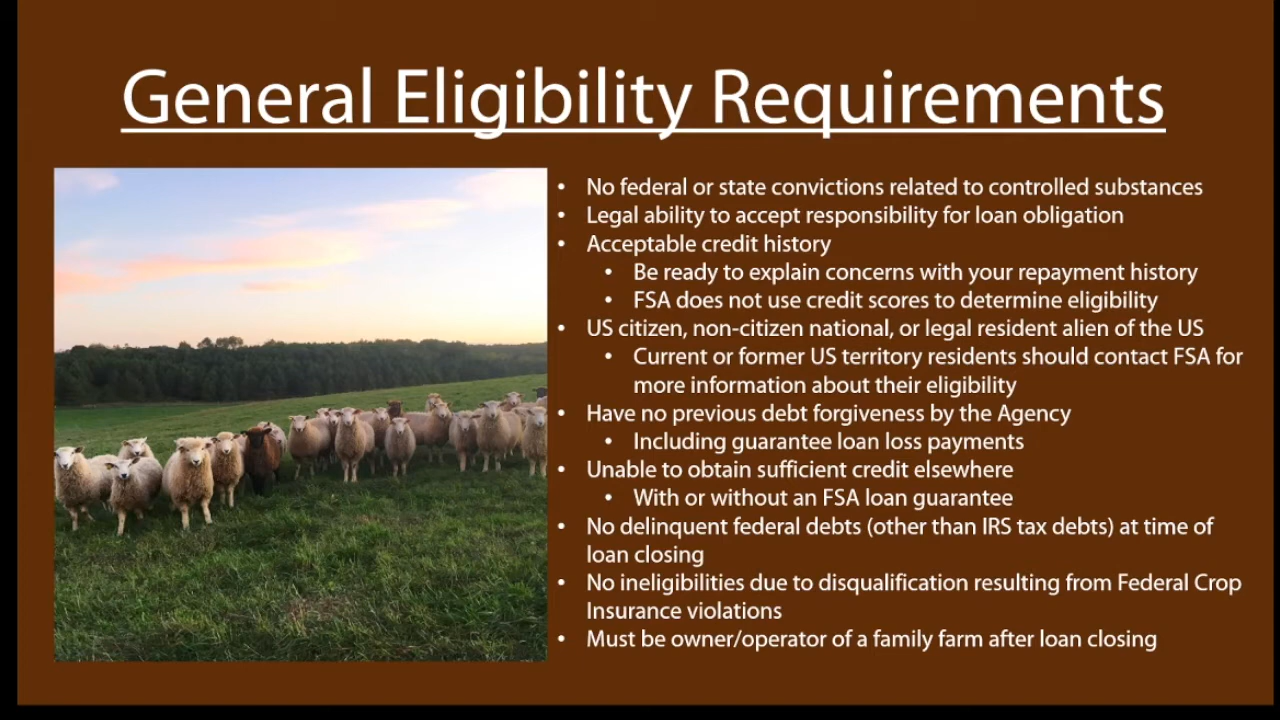 General Eligibility Requirements
• No federal or state convictions related to controlled substances
• Legal ability to accept responsibility for loan obligation
• Acceptable credit history
• Be ready to explain concerns with your repayment history
• FSA does not use credit scores to determine eligibility
• US citizen, non-citizen national, or legal resident alien of the US
• Current or former US territory residents should contact FSA for
more information about their eligibility
• Have no previous debt forgiveness by the Agency
• Including guarantee loan loss payments
• Unable to obtain sufficient credit elsewhere
• With or without an FSA loan guarantee
• No delinquent federal debts (other than IRS tax debts) at time of
loan closing
• No ineligibilities due to disqualification resulting from Federal Crop
Insurance violations
• Must be owner/operator of a family farm after loan closing